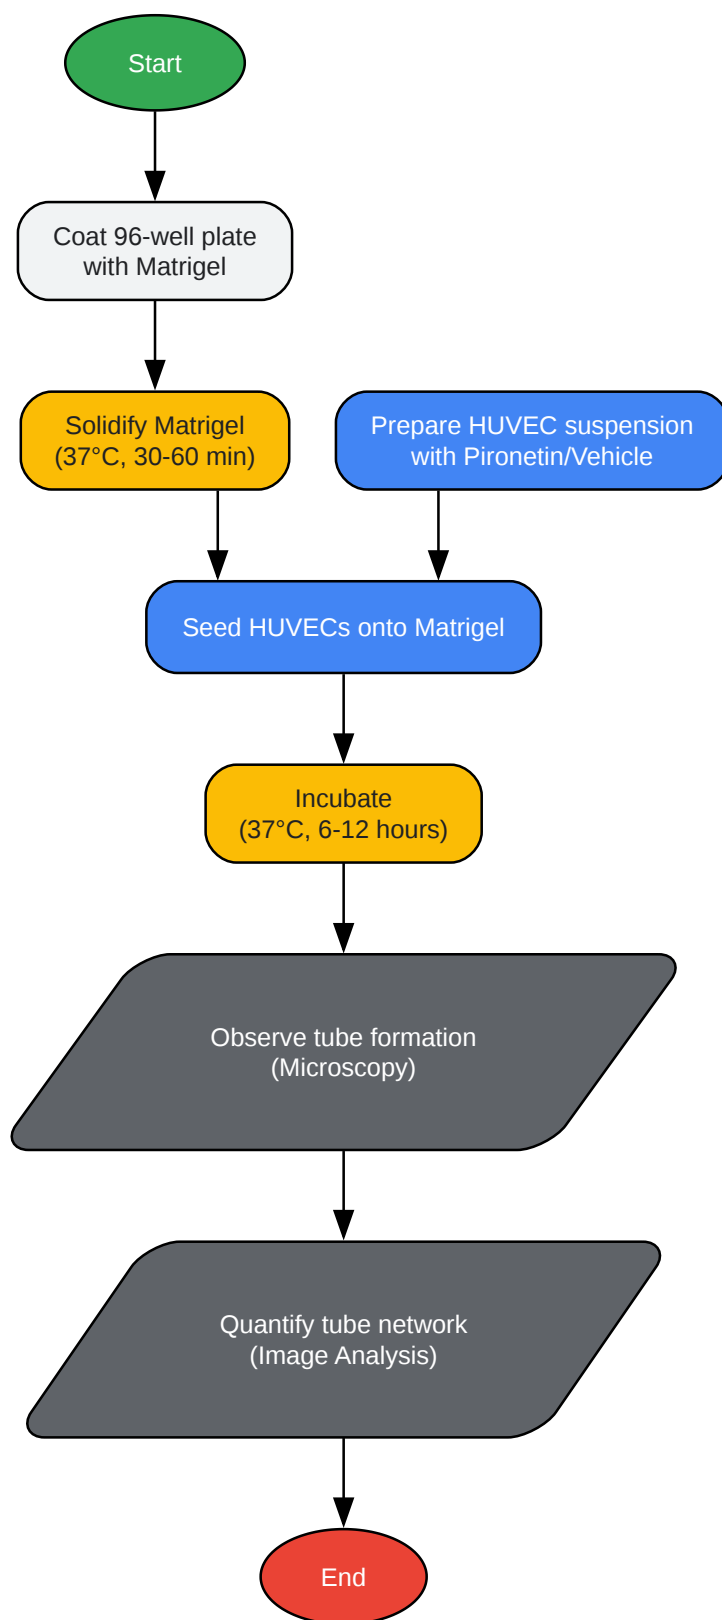 Start
Coat 96-well plate
with Matrigel
Solidify Matrigel
(37°C, 30-60 min)
Prepare HUVEC suspension
with Pironetin/Vehicle
Seed HUVECs onto Matrigel
Incubate
(37°C, 6-12 hours)
Observe tube formation
(Microscopy)
Quantify tube network
(Image Analysis)
End